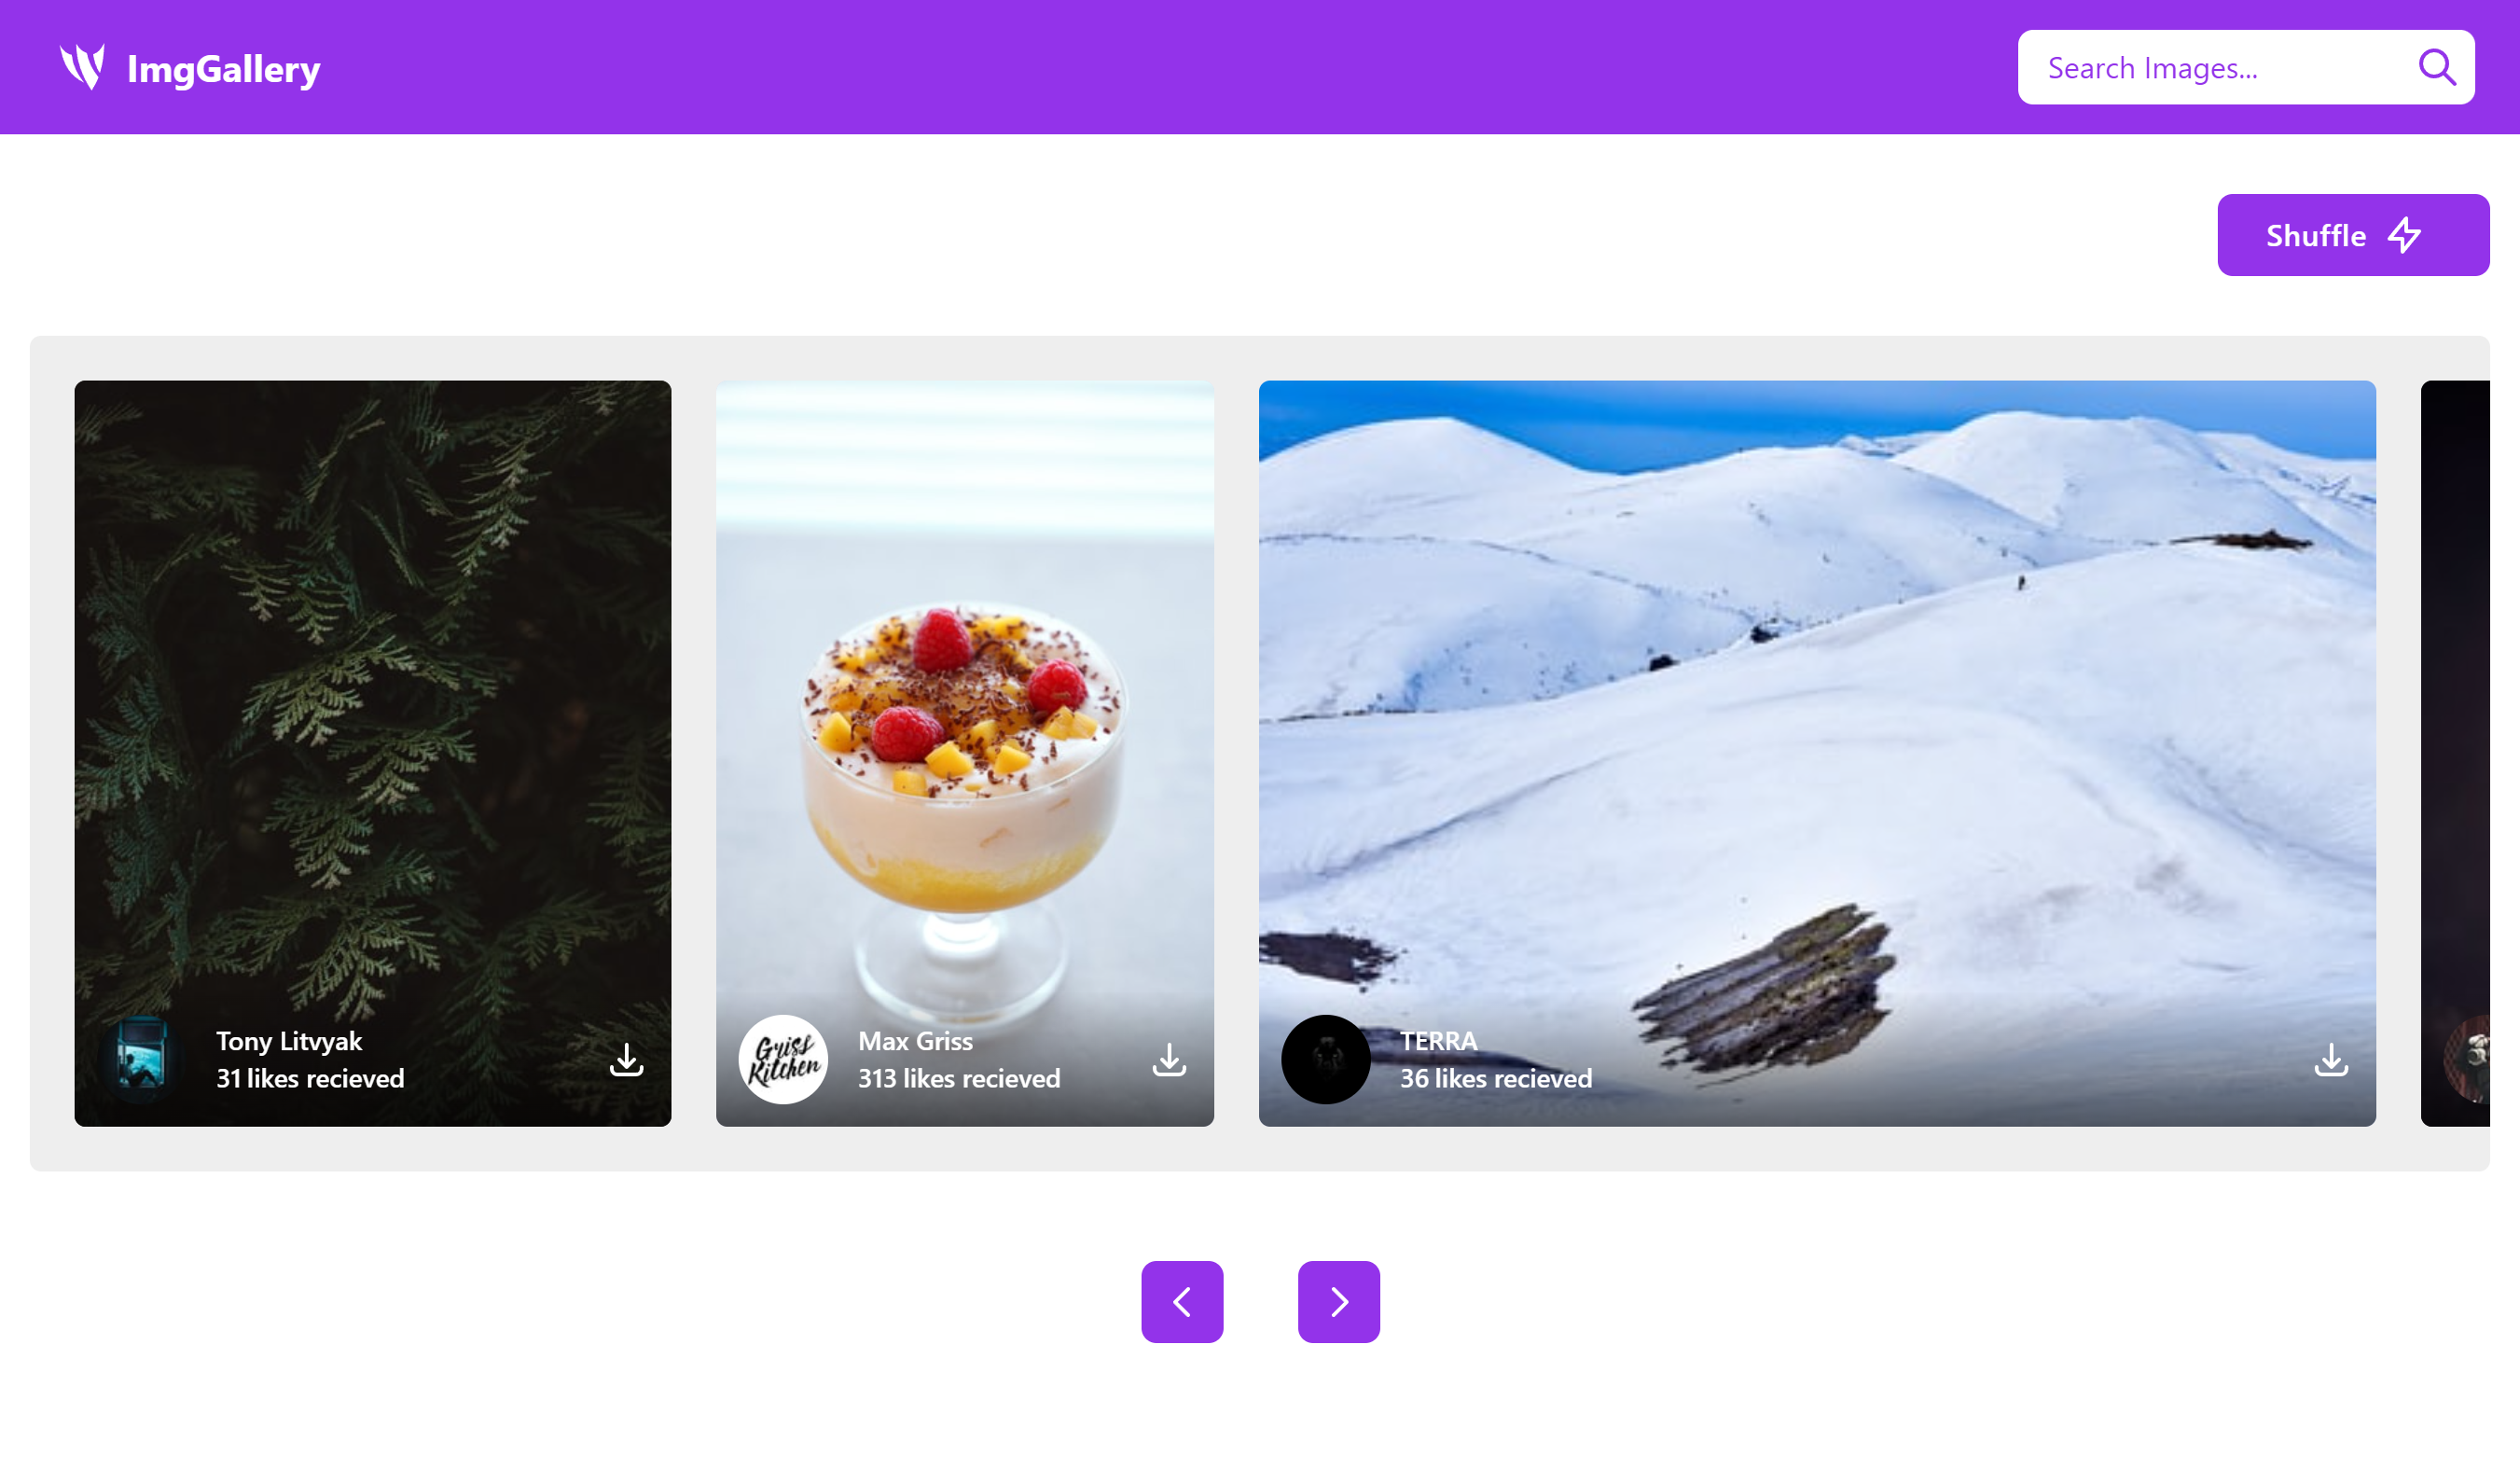 ImgGallery
Search Images...
Shuffle
Tony Litvyak
31 likes recieved
Griss
Kitchen
Max Griss
313 likes recieved
TERRA
36 likes recieved